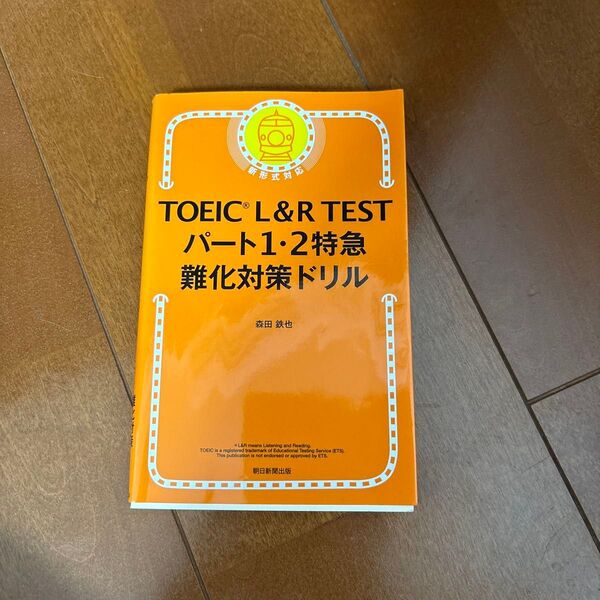 新形式対応
TOEIC® L&R TEST
パート1・2特急
難化対策ドリル
森田 鉄也
* L&R means Listening and Reading.
TOEIC is a registered trademark of Educational Testing Service (ETS).
This publication is not endorsed or approved by ETS.
朝日新聞出版